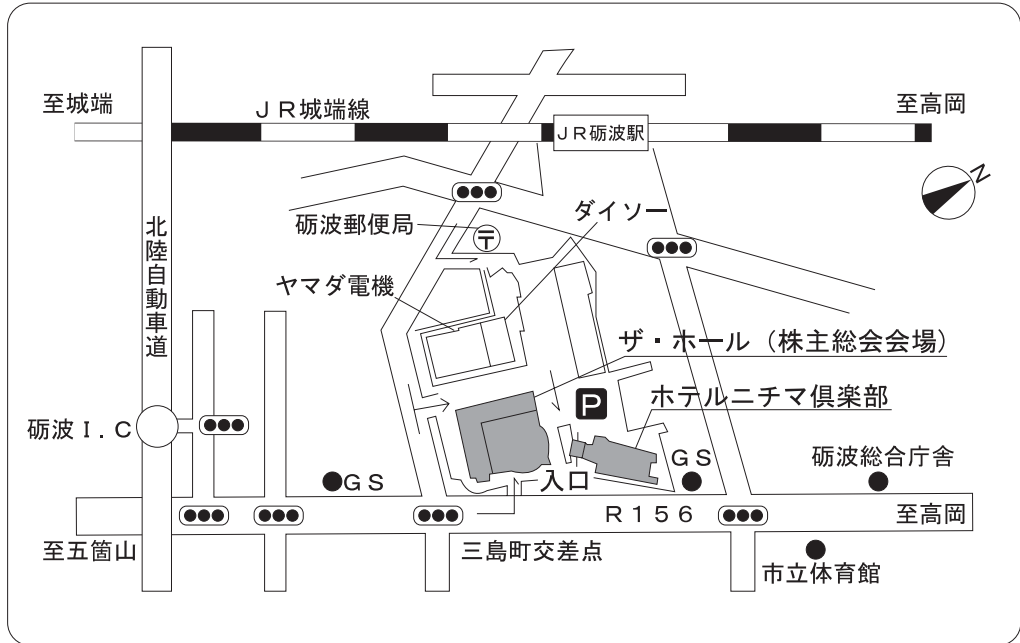 至城端
ＪＲ城端線
至高岡
ＪＲ砺波駅
N
ダイソー
砺波郵便局
〒
北陸自動車道
ヤマダ電機
ザ・ホール（株主総会会場）
P
ホテルニチマ倶楽部
砺波Ｉ.Ｃ
ＧＳ
ＧＳ
砺波総合庁舎
入口
Ｒ１５６
至高岡
至五箇山
三島町交差点
市立体育館